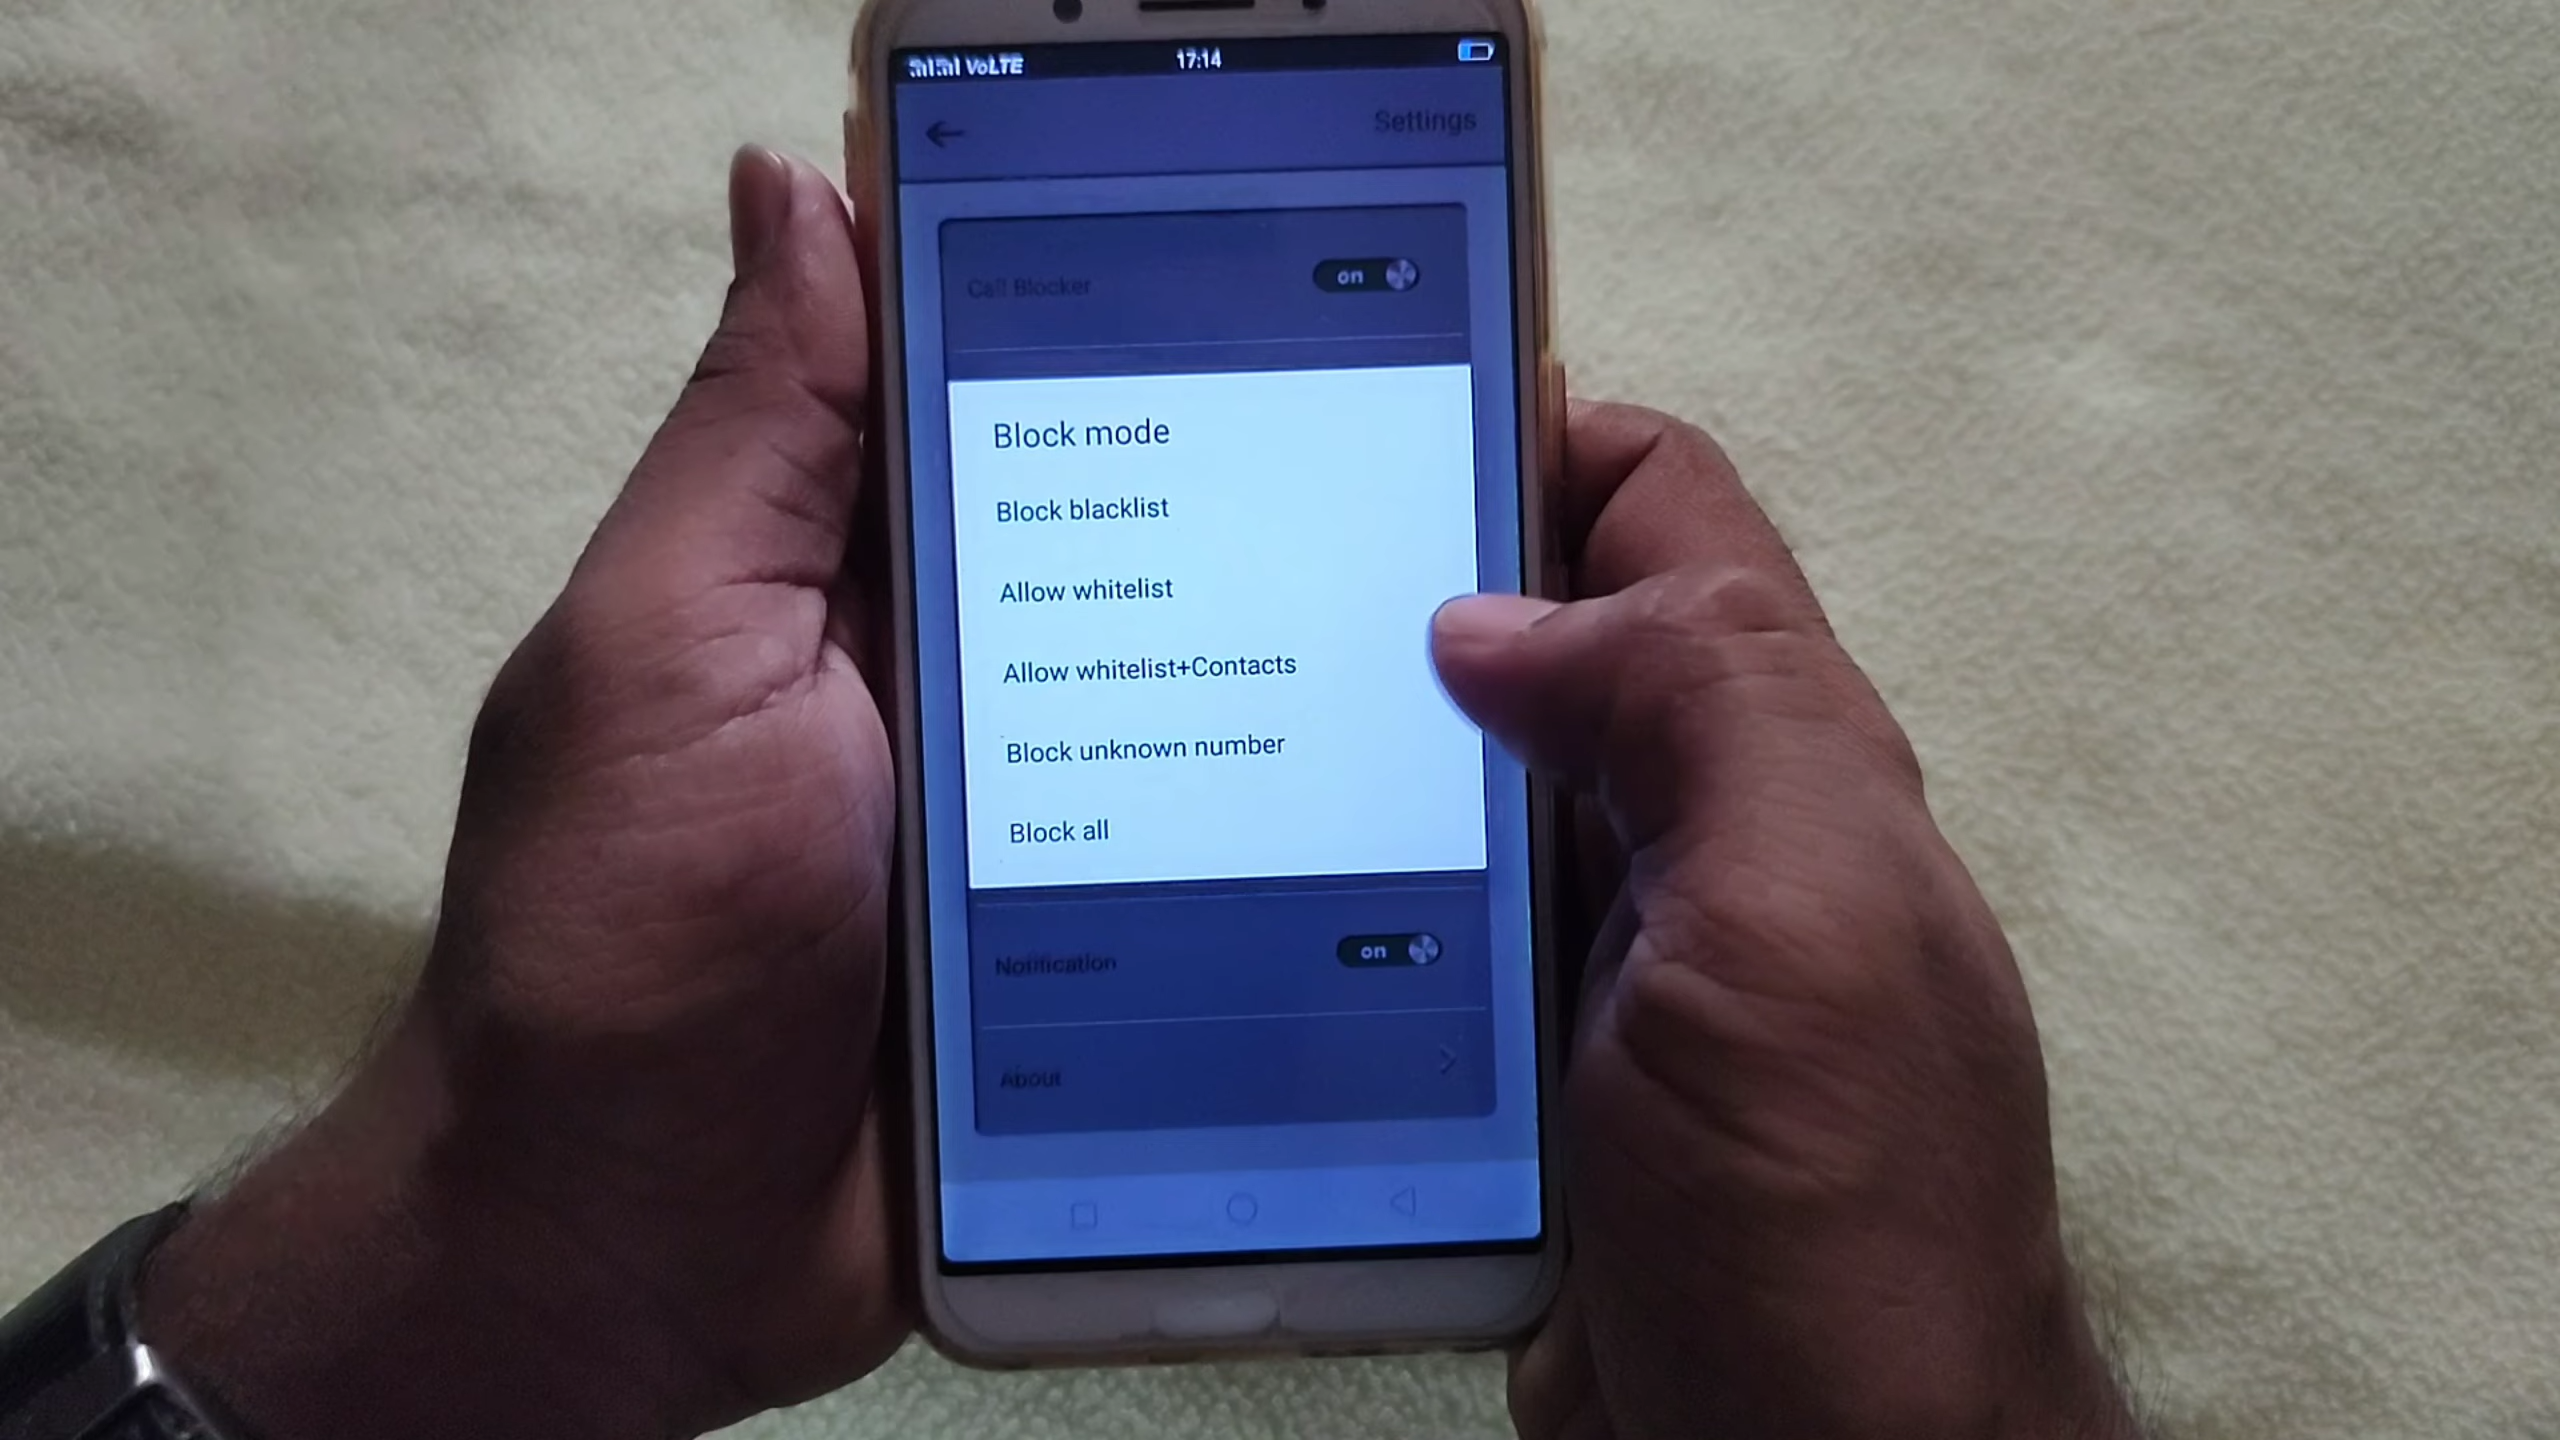 VoLTE 17:14
Settings
Call Blocker on
Block mode
Block blacklist
Allow whitelist
Allow whitelist+Contacts
Block unknown number
Block all
Notification on
About